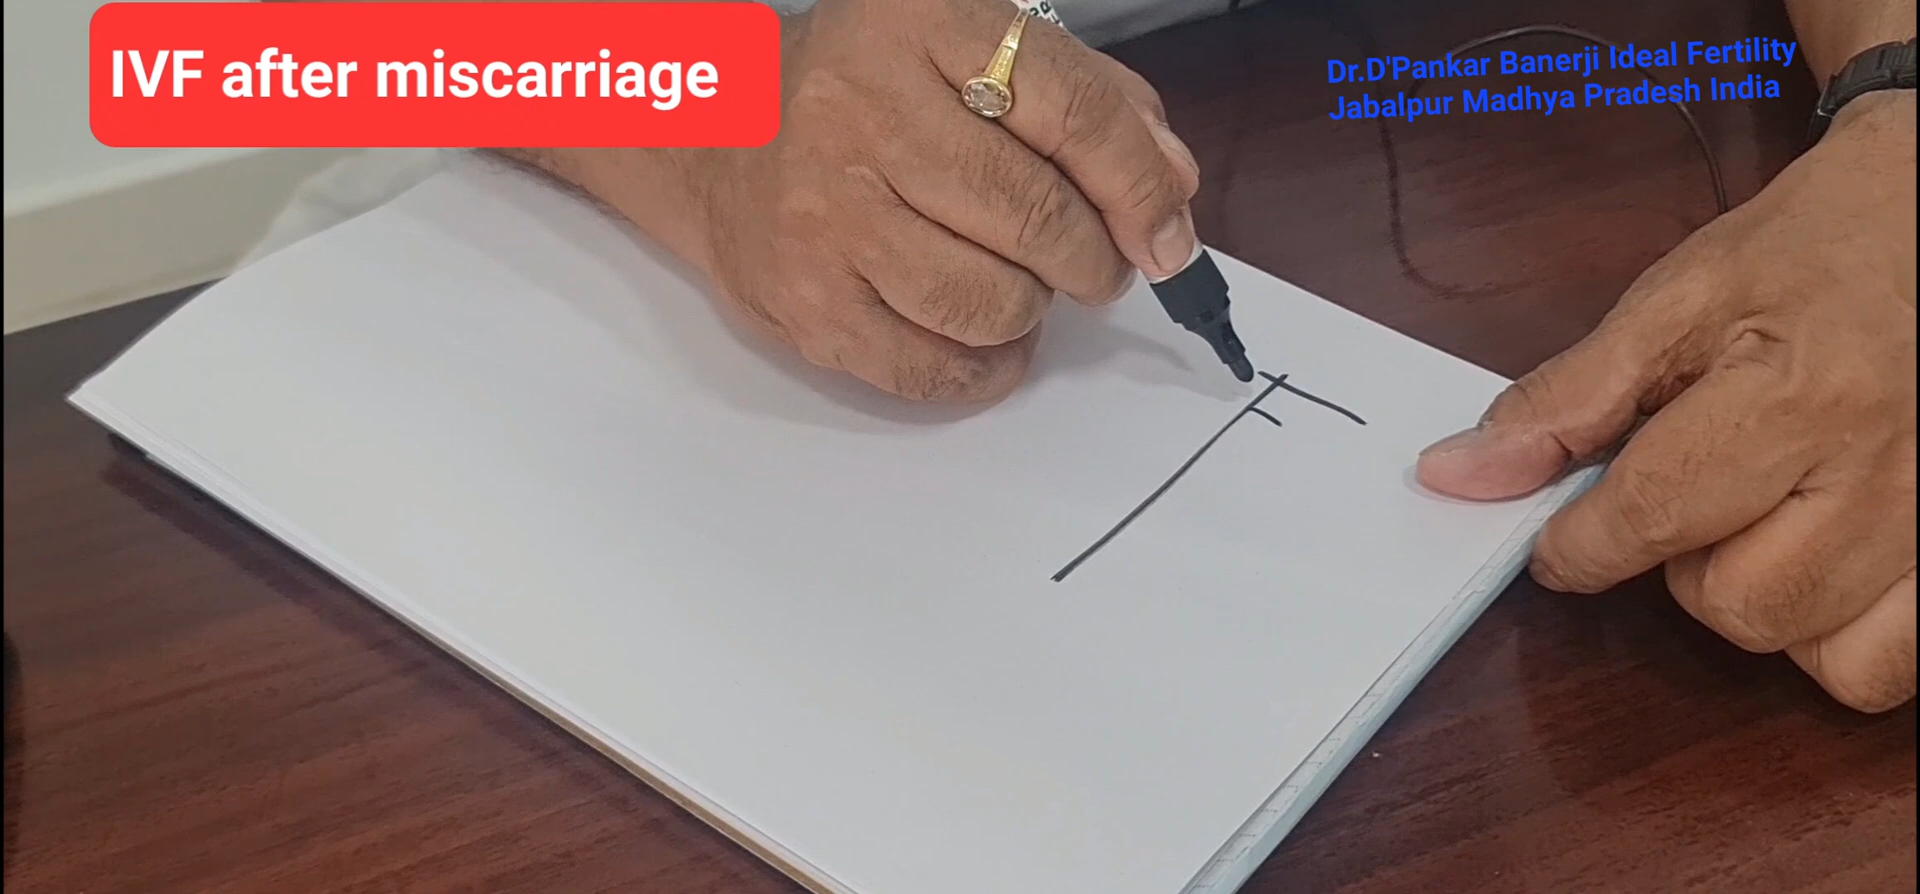 IVF after miscarriage
Dr.D'Pankar Banerji Ideal Fertility
Jabalpur Madhya Pradesh India